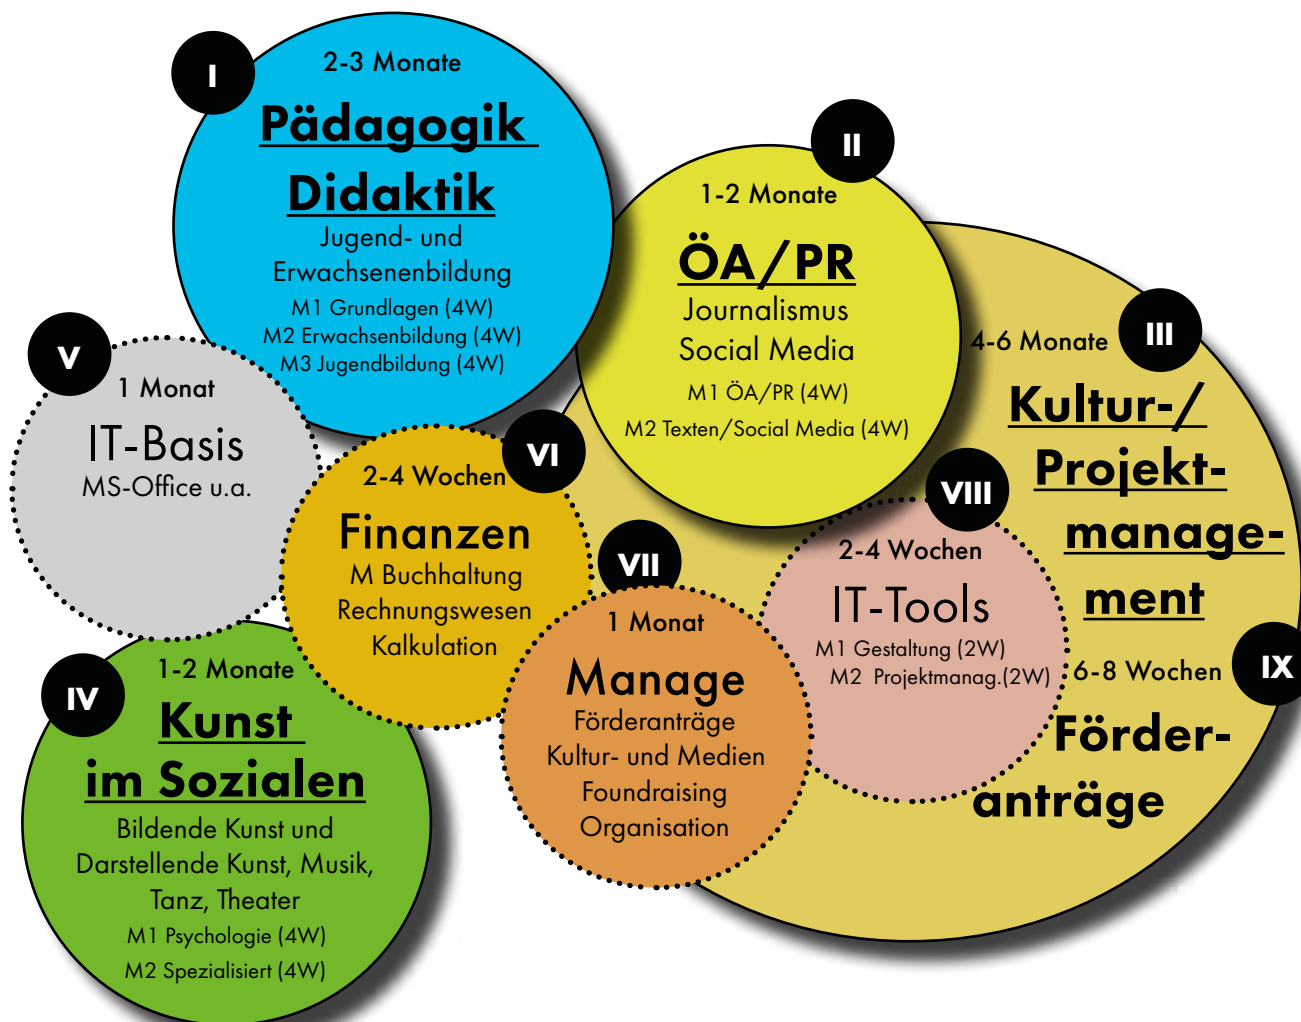 I
2-3 Monate
Pädagogik
Didaktik
Jugend- und
Erwachsenenbildung
M1 Grundlagen (4W)
M2 Erwachsenbildung (4W)
M3 Jugendbildung (4W)
II
1-2 Monate
ÖA/PR
Journalismus
Social Media
M1 ÖA/PR (4W)
M2 Texten/Social Media (4W)
III
4-6 Monate
Kultur-/
Projekt-
manage-
ment
V
1 Monat
IT-Basis
MS-Office u.a.
VI
2-4 Wochen
Finanzen
M Buchhaltung
Rechnungswesen
Kalkulation
VII
1 Monat
Manage
Förderanträge
Kultur- und Medien
Foundraising
Organisation
VIII
2-4 Wochen
IT-Tools
M1 Gestaltung (2W)
M2 Projektmanag.(2W)
IX
6-8 Wochen
Förder-
anträge
IV
1-2 Monate
Kunst
im Sozialen
Bildende Kunst und
Darstellende Kunst, Musik,
Tanz, Theater
M1 Psychologie (4W)
M2 Spezialisiert (4W)